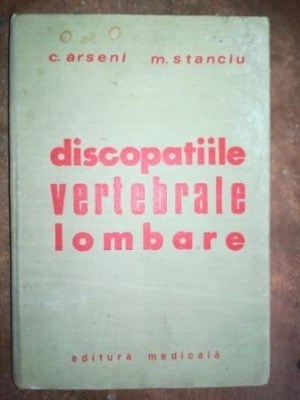 c. arseni m. stanciu
discopatiile
vertebrale
lombare
editura medicală